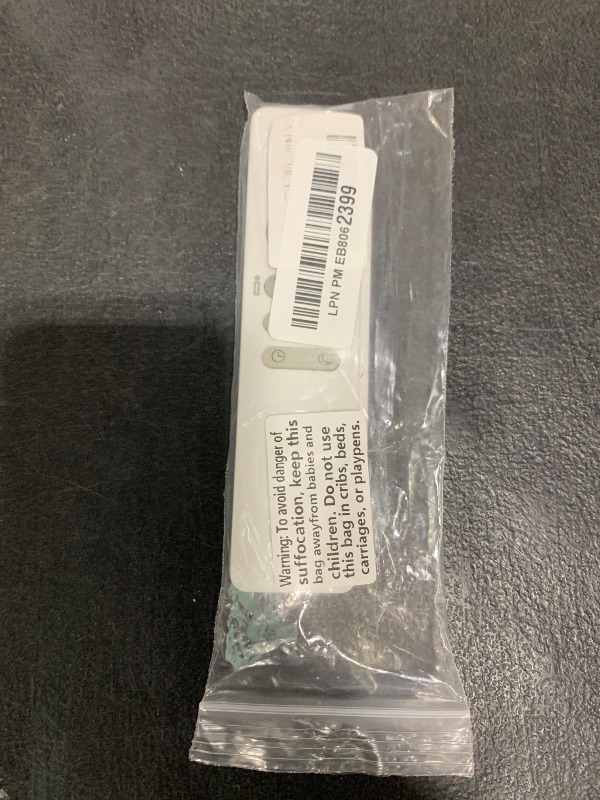 LPN PM EB8062399
Warning: To avoid danger of
suffocation, keep this
bag awayfrom babies and
children. Do not use
this bag in cribs, beds,
carriages, or playpens.